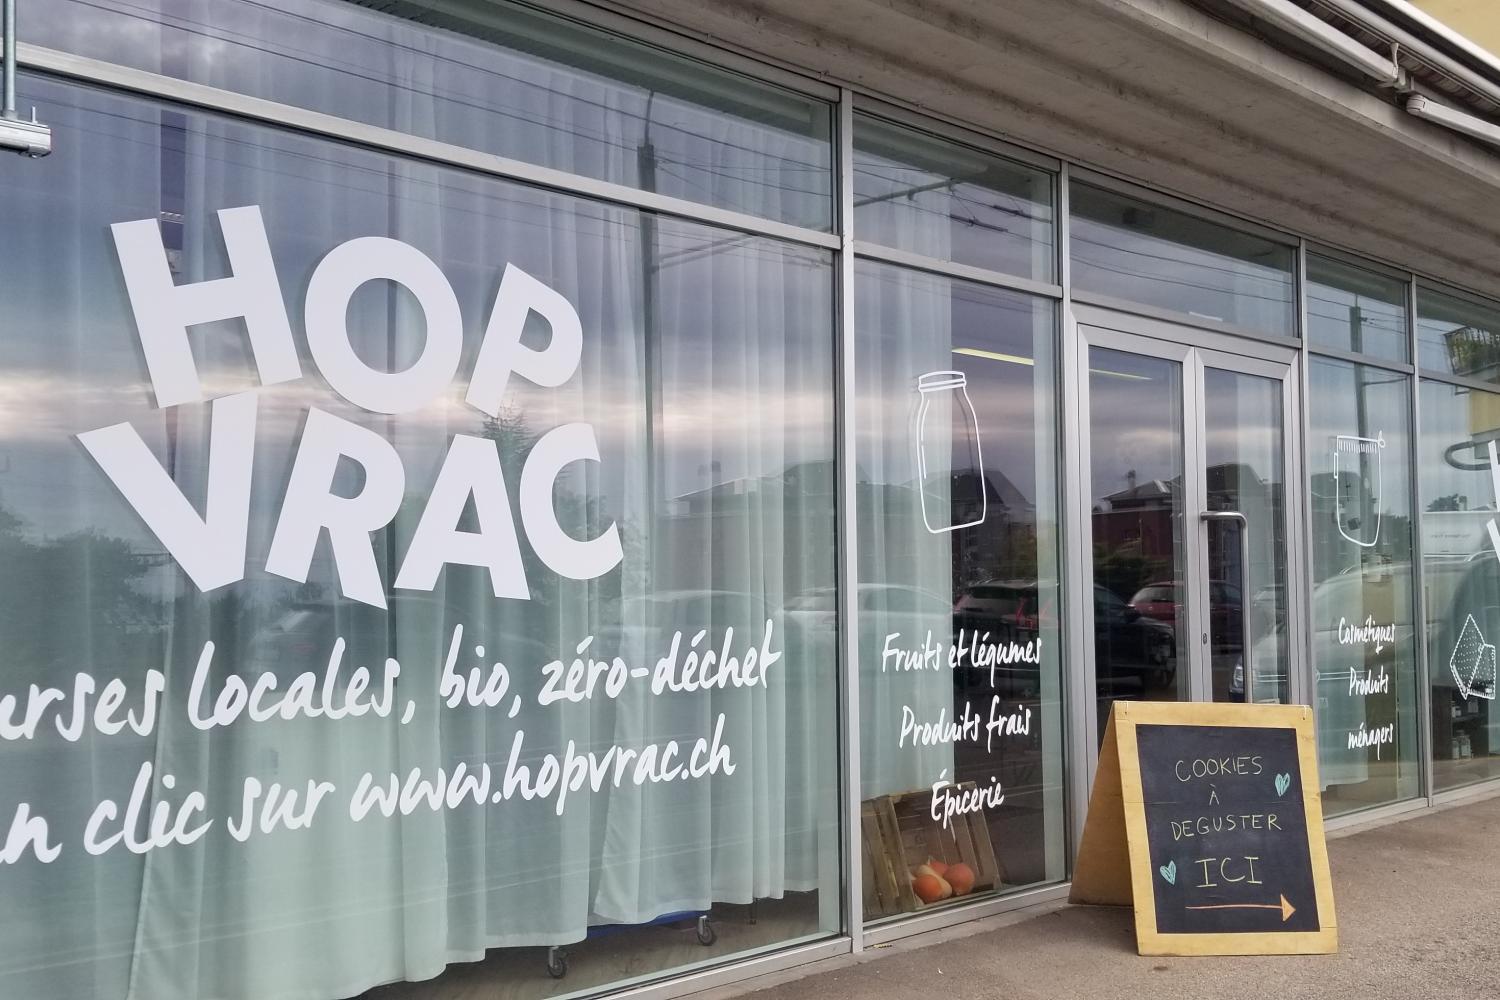 HOP
VRAC
locales, bio, zéro-déchet
clic sur www.hopvrac.ch
Fruits et légumes
Produits frais
Épicerie
Cosmétiques
Produits
ménagers
COOKIES
À
DEGUSTER
ICI